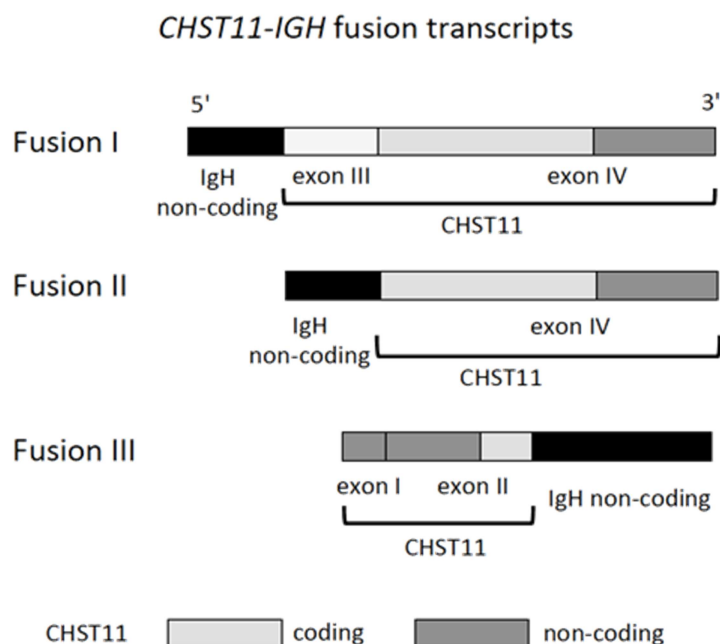 CHST11-IGH fusion transcripts
5' 3'
Fusion I
IgH exon III exon IV
non-coding
CHST11
Fusion II
IgH exon IV
non-coding
CHST11
Fusion III
exon I exon II IgH non-coding
CHST11
CHST11 coding non-coding